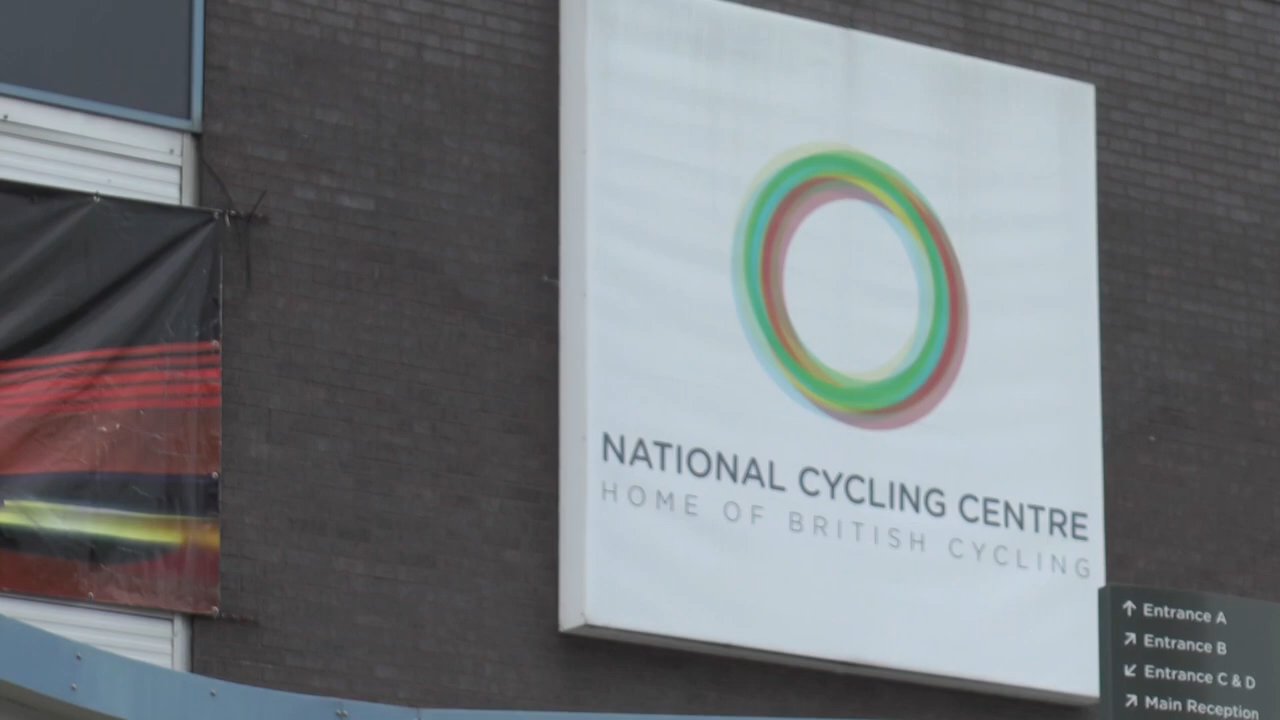 NATIONAL CYCLING CENTRE
HOME OF BRITISH CYCLING
↑ Entrance A
↗ Entrance B
↙ Entrance C & D
↗ Main Reception